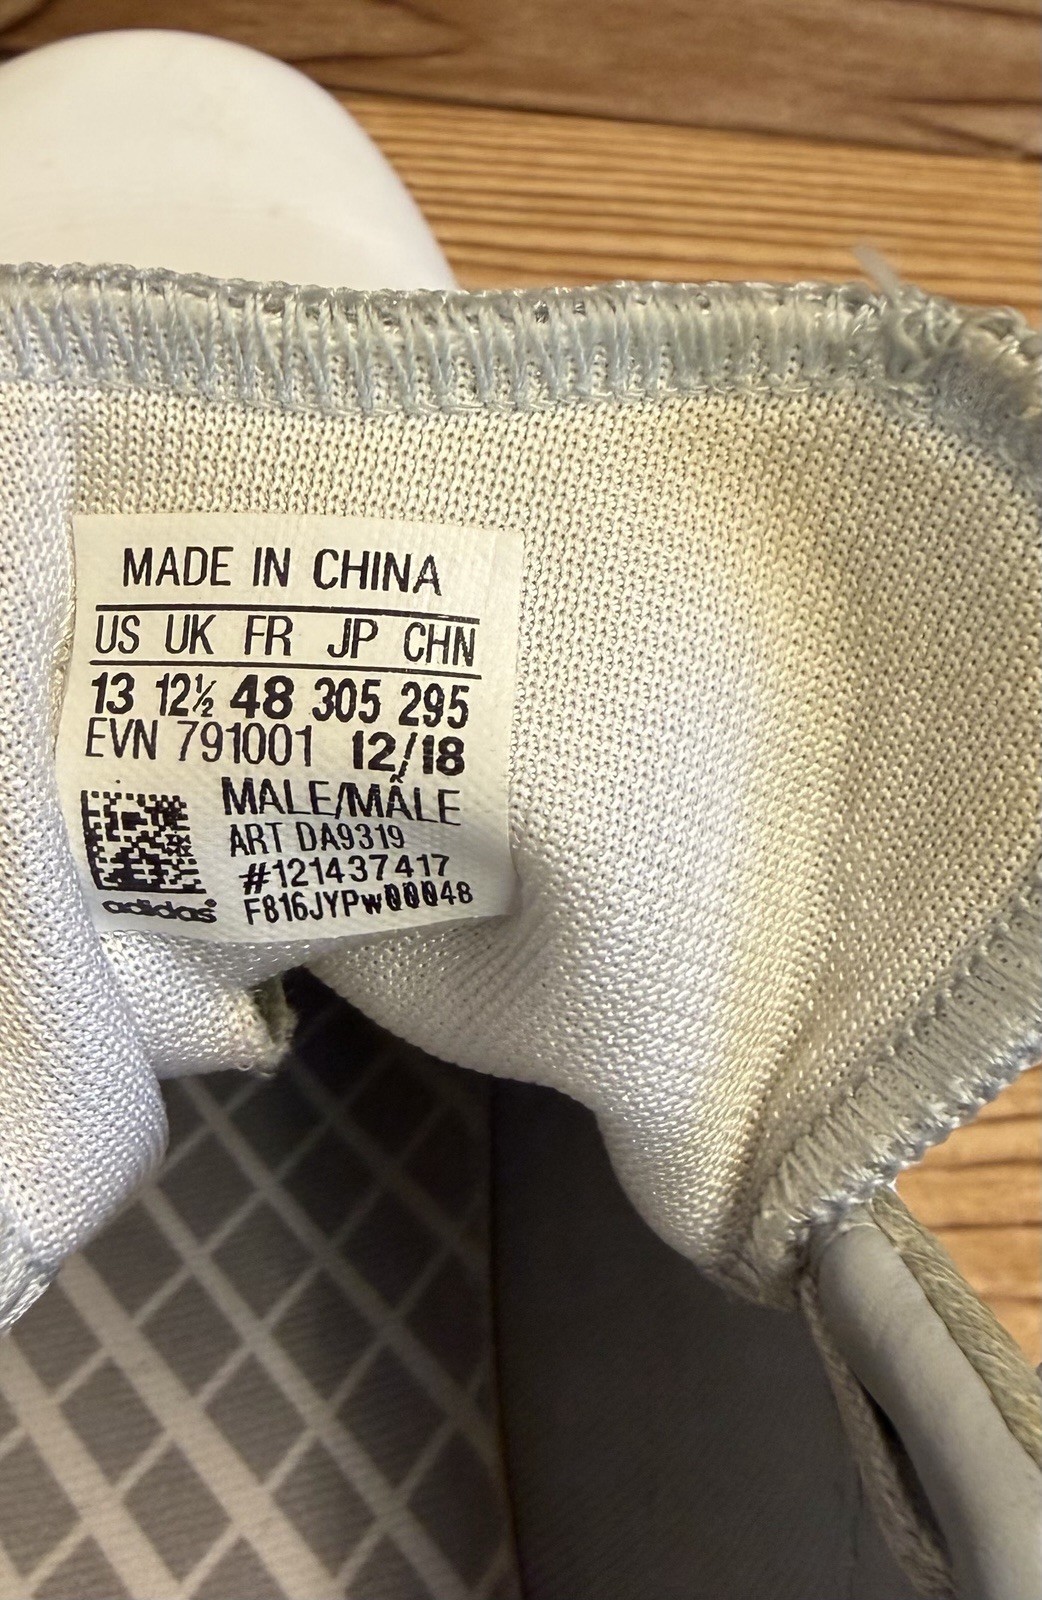 MADE IN CHINA
US UK FR JP CHN
13 12½ 48 305 295
EVN 791001 12/18
MALE/MÂLE
ART DA9319
#121437417
F816JYPw00048
adidas